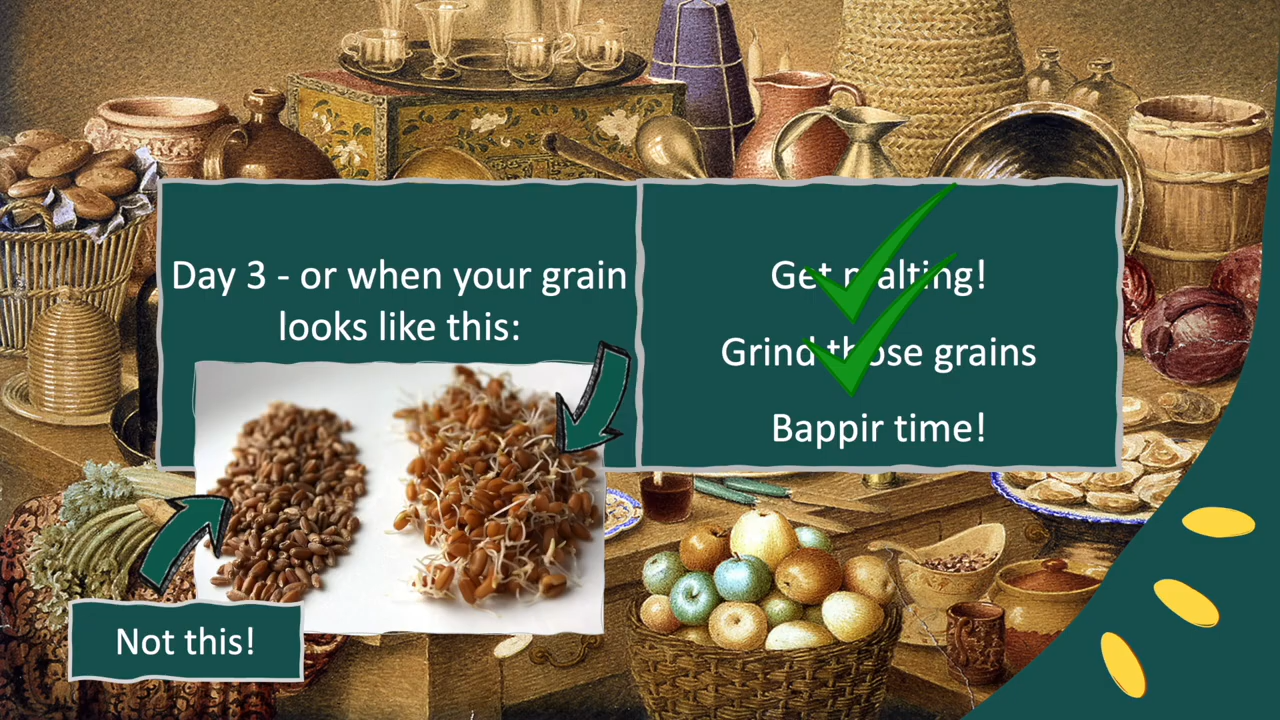 Day 3 - or when your grain
looks like this:
Not this!
Get malting!
Grind those grains
Bappir time!